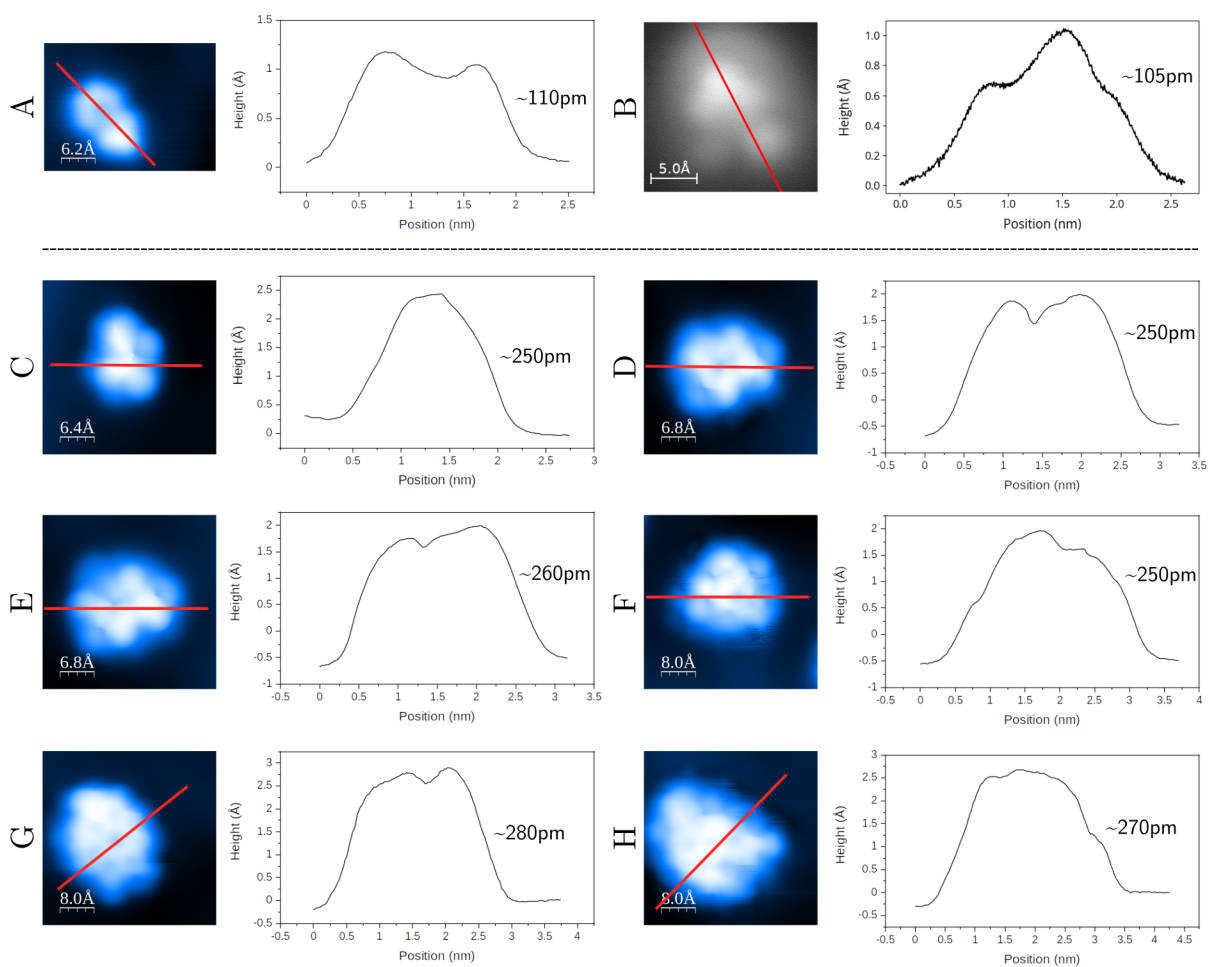 A
6.2Å
Height (Å)
1.5
1
0.5
0
~110pm
0 0.5 1 1.5 2 2.5
Position (nm)
B
5.0Å
Height (Å)
1.0
0.8
0.6
0.4
0.2
0.0
~105pm
0.0 0.5 1.0 1.5 2.0 2.5
Position (nm)
C
6.4Å
Height (Å)
2.5
2
1.5
1
0.5
0
~250pm
0 0.5 1 1.5 2 2.5 3
Position (nm)
D
6.8Å
Height (Å)
2
1.5
1
0.5
0
-0.5
-1
~250pm
-0.5 0 0.5 1 1.5 2 2.5 3 3.5
Position (nm)
E
6.8Å
Height (Å)
2
1.5
1
0.5
0
-0.5
-1
~260pm
-0.5 0 0.5 1 1.5 2 2.5 3 3.5
Position (nm)
F
8.0Å
Height (Å)
2
1.5
1
0.5
0
-0.5
-1
~250pm
-0.5 0 0.5 1 1.5 2 2.5 3 3.5 4
Position (nm)
G
8.0Å
Height (Å)
3
2.5
2
1.5
1
0.5
0
-0.5
~280pm
-0.5 0 0.5 1 1.5 2 2.5 3 3.5 4
Position (nm)
H
8.0Å
Height (Å)
3
2.5
2
1.5
1
0.5
0
-0.5
~270pm
-0.5 0 0.5 1 1.5 2 2.5 3 3.5 4 4.5
Position (nm)